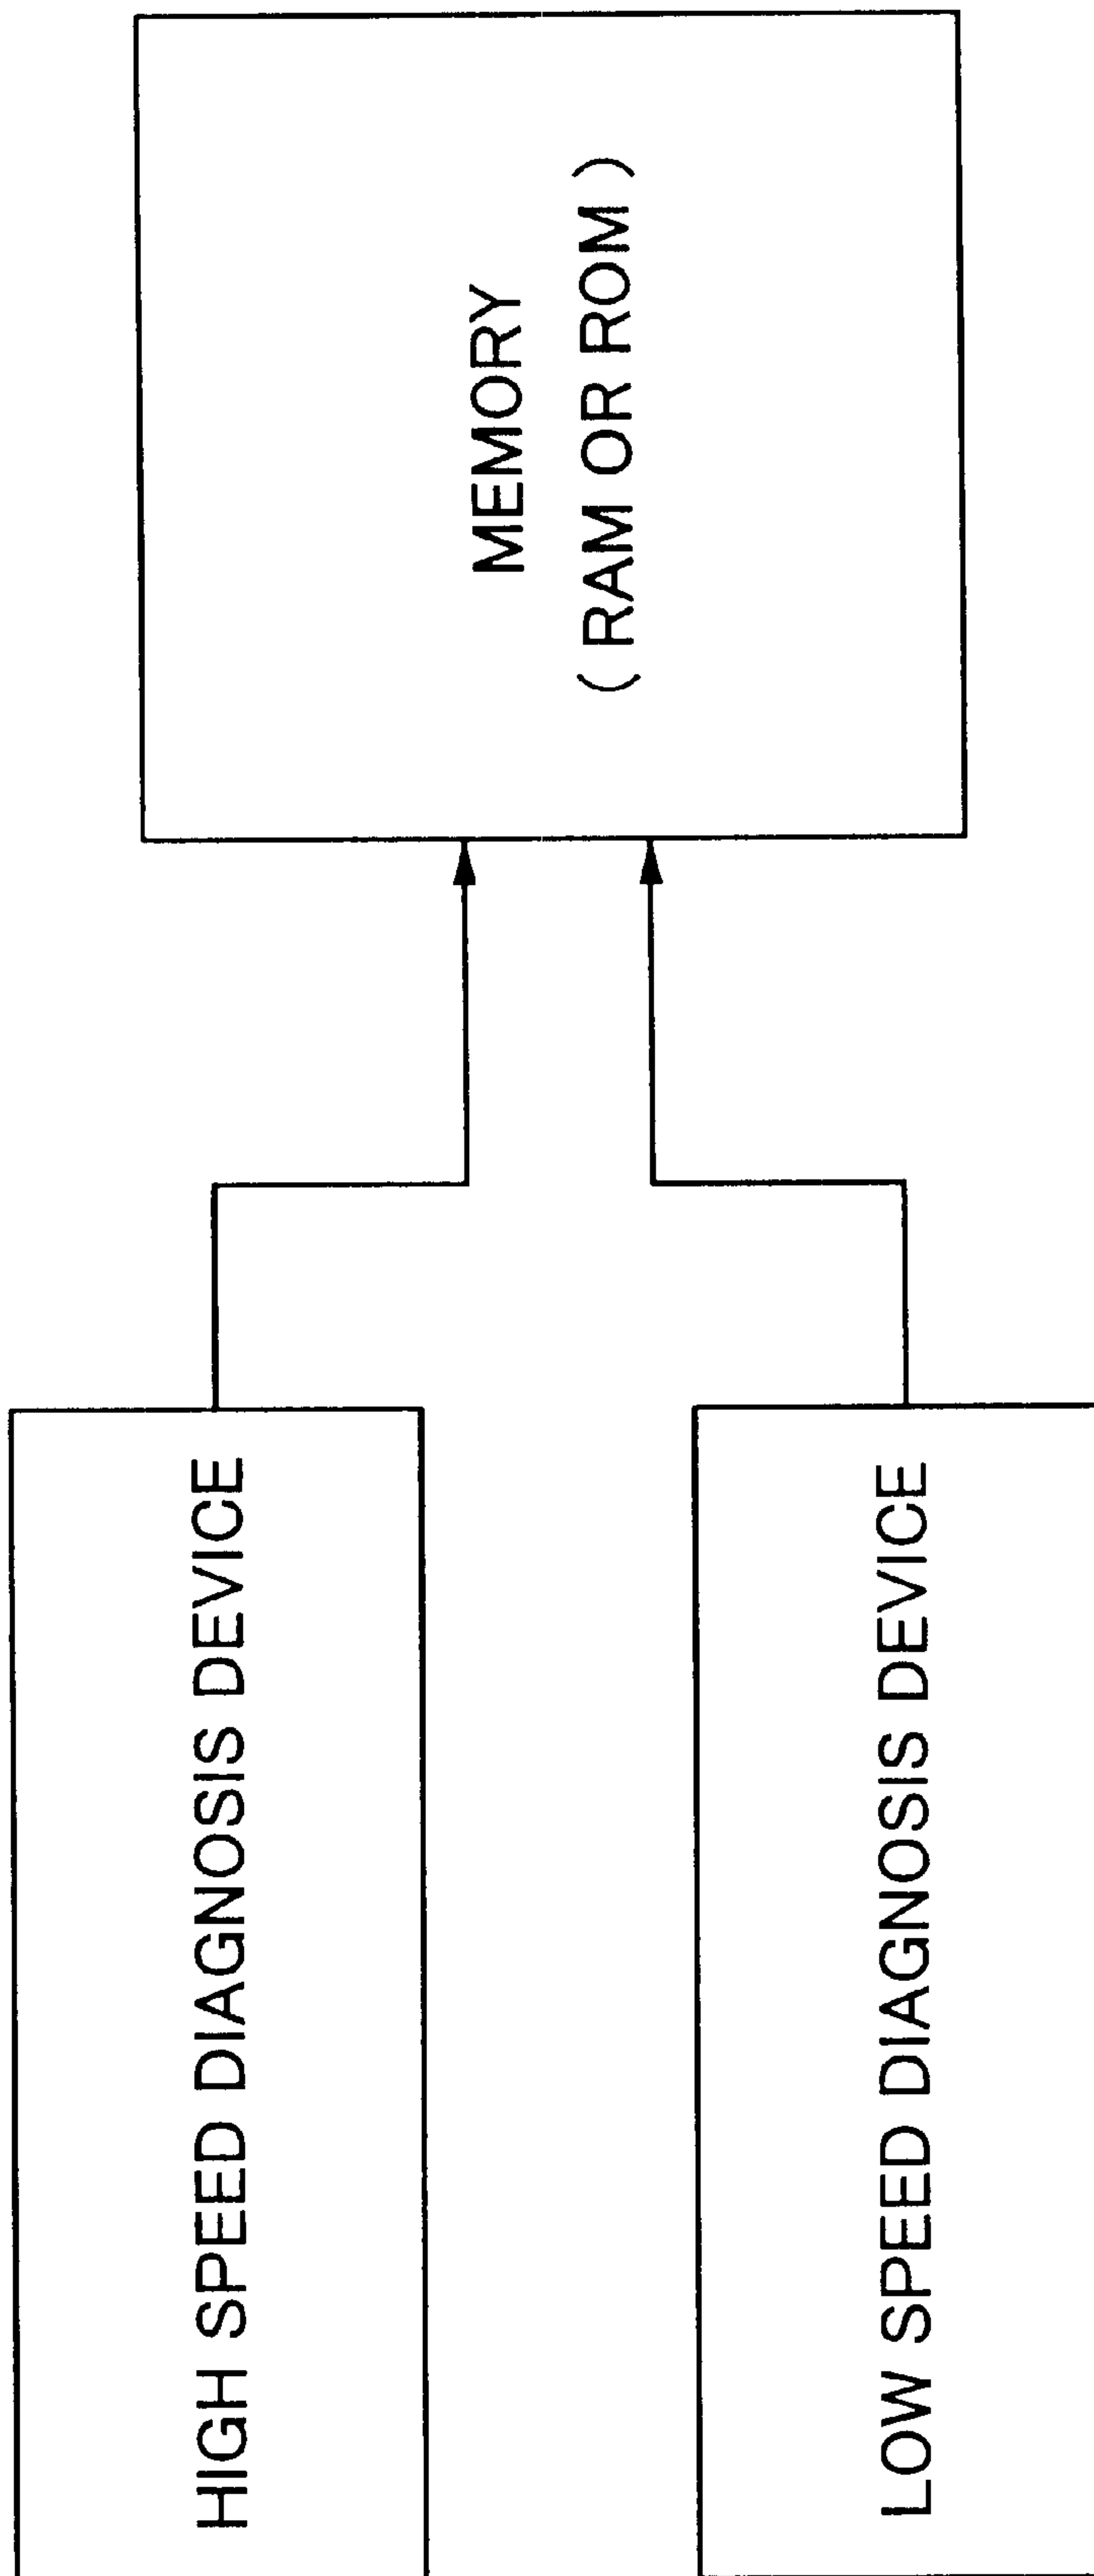 HIGH SPEED DIAGNOSIS DEVICE
LOW SPEED DIAGNOSIS DEVICE
MEMORY
( RAM OR ROM )